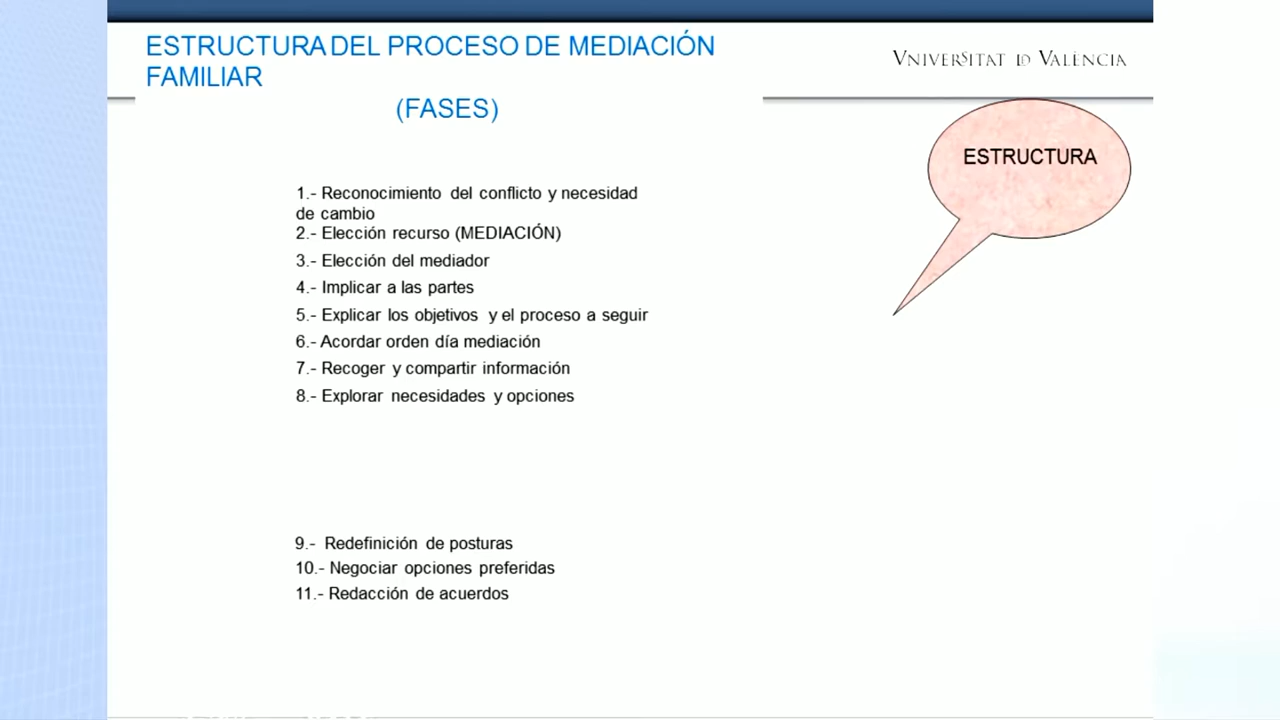 ESTRUCTURA DEL PROCESO DE MEDIACIÓN
FAMILIAR
(FASES)
VNIVERSITAT ID VALÈNCIA
ESTRUCTURA
1.- Reconocimiento del conflicto y necesidad
de cambio
2.- Elección recurso (MEDIACIÓN)
3.- Elección del mediador
4.- Implicar a las partes
5.- Explicar los objetivos y el proceso a seguir
6.- Acordar orden día mediación
7.- Recoger y compartir información
8.- Explorar necesidades y opciones
9.- Redefinición de posturas
10.- Negociar opciones preferidas
11.- Redacción de acuerdos